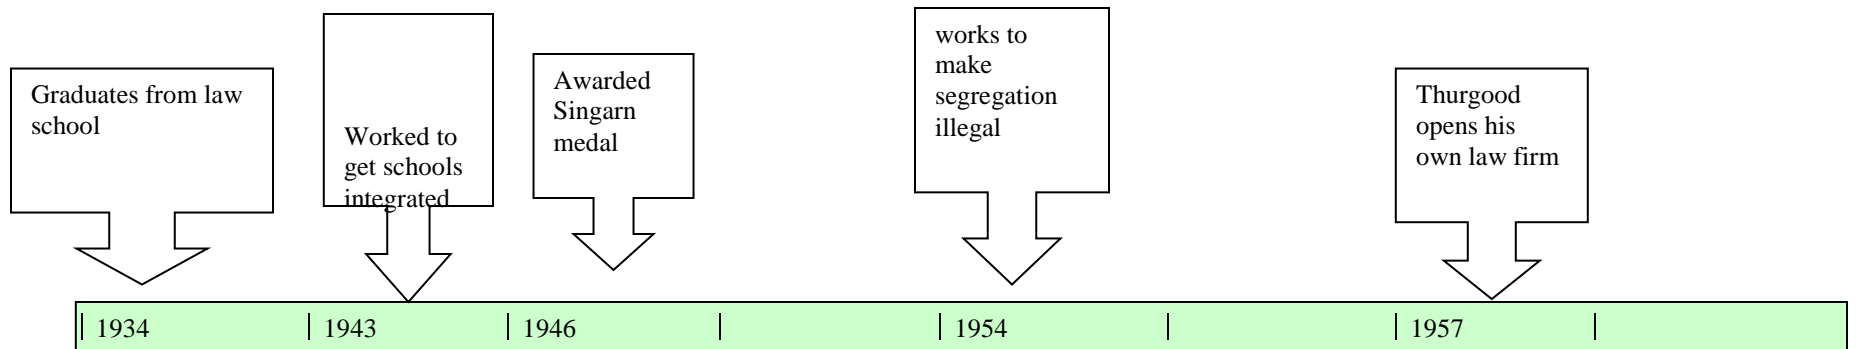 Graduates from law
school
Worked to
get schools
integrated
Awarded
Singarn
medal
works to
make
segregation
illegal
Thurgood
opens his
own law firm
1934
1943
1946
1954
1957